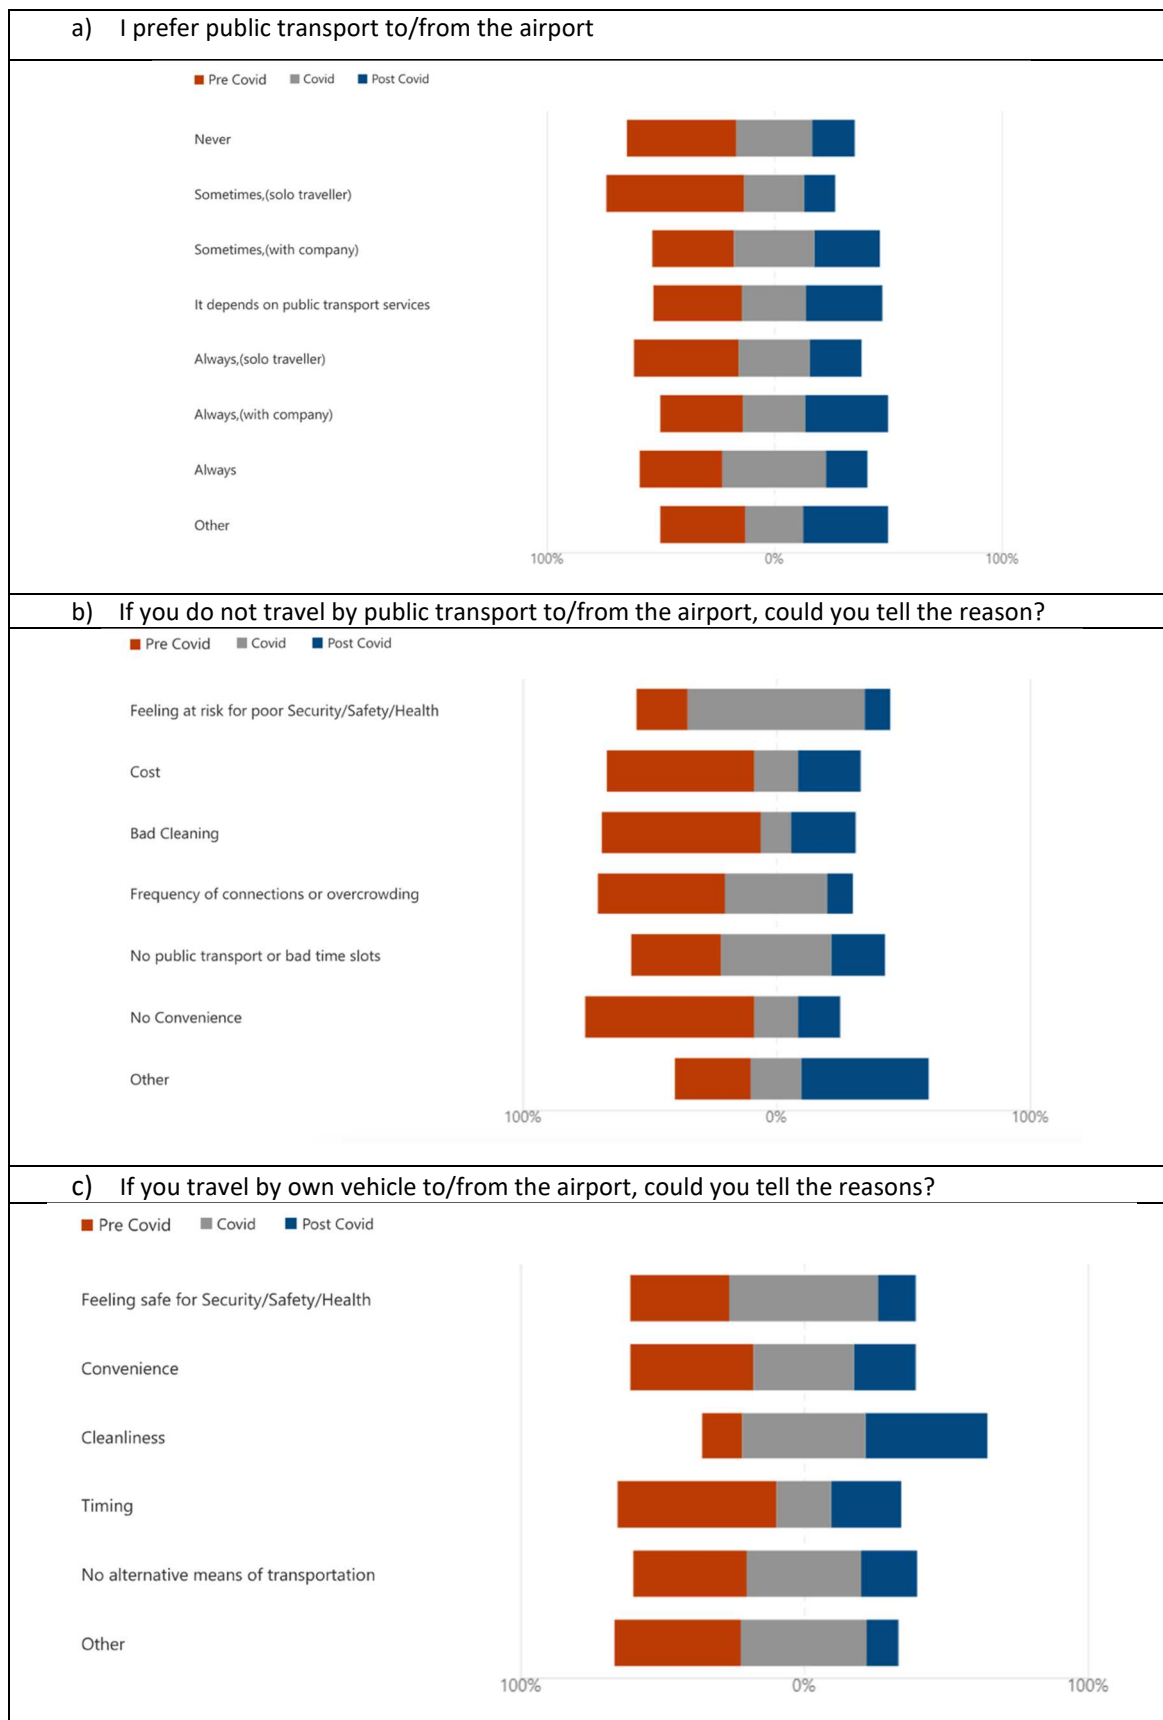 a) I prefer public transport to/from the airport
Pre Covid Covid Post Covid
Never
Sometimes,(solo traveller)
Sometimes,(with company)
It depends on public transport services
Always,(solo traveller)
Always,(with company)
Always
Other
100% 0% 100%
b) If you do not travel by public transport to/from the airport, could you tell the reason?
Pre Covid Covid Post Covid
Feeling at risk for poor Security/Safety/Health
Cost
Bad Cleaning
Frequency of connections or overcrowding
No public transport or bad time slots
No Convenience
Other
100% 0% 100%
c) If you travel by own vehicle to/from the airport, could you tell the reasons?
Pre Covid Covid Post Covid
Feeling safe for Security/Safety/Health
Convenience
Cleanliness
Timing
No alternative means of transportation
Other
100% 0% 100%